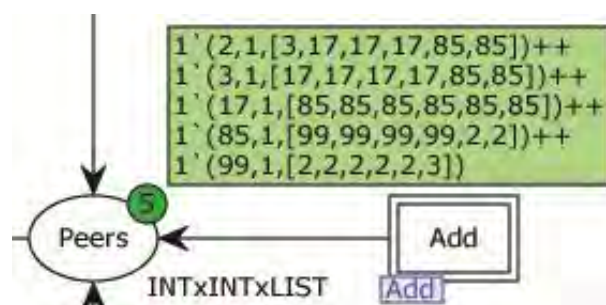 1`(2,1,[3,17,17,17,85,85])++
1`(3,1,[17,17,17,17,85,85])++
1`(17,1,[85,85,85,85,85,85])++
1`(85,1,[99,99,99,99,2,2])++
1`(99,1,[2,2,2,2,2,3])
5
Peers
Add
INTxINTxLIST
Add